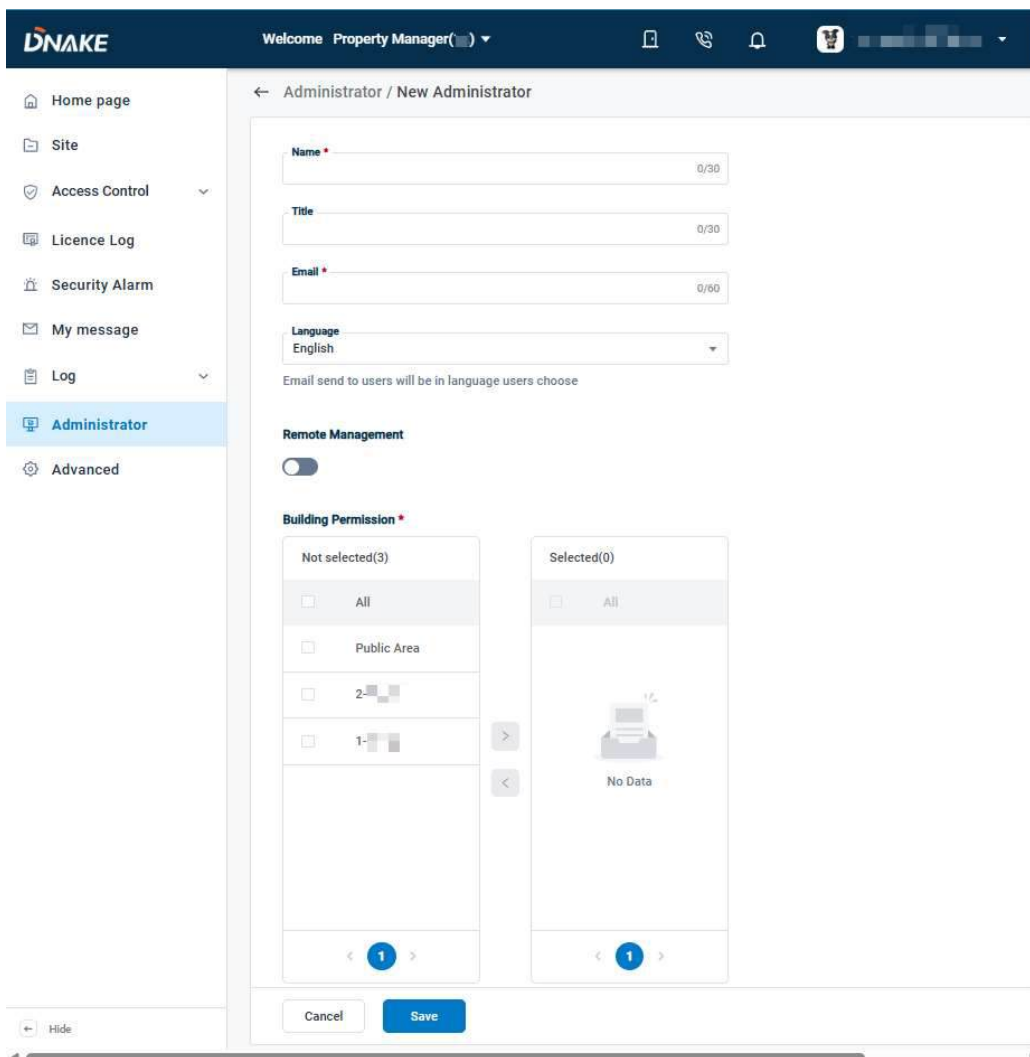 DNAKE
Welcome Property Manager( )
Home page
Site
Access Control
Licence Log
Security Alarm
My message
Log
Administrator
Advanced
Hide
Administrator / New Administrator
Name *
0/30
Title
0/30
Email *
0/60
Language
English
Email send to users will be in language users choose
Remote Management
Building Permission *
Not selected(3)
All
Public Area
2-
1-
1
>
<
Selected(0)
All
No Data
1
Cancel
Save